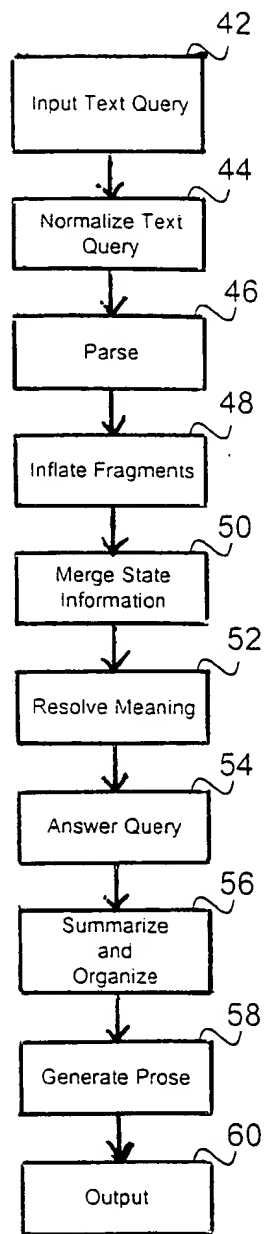 42
Input Text Query
44
Normalize Text
Query
46
Parse
48
Inflate Fragments
50
Merge State
Information
52
Resolve Meaning
54
Answer Query
56
Summarize
and
Organize
58
Generate Prose
60
Output